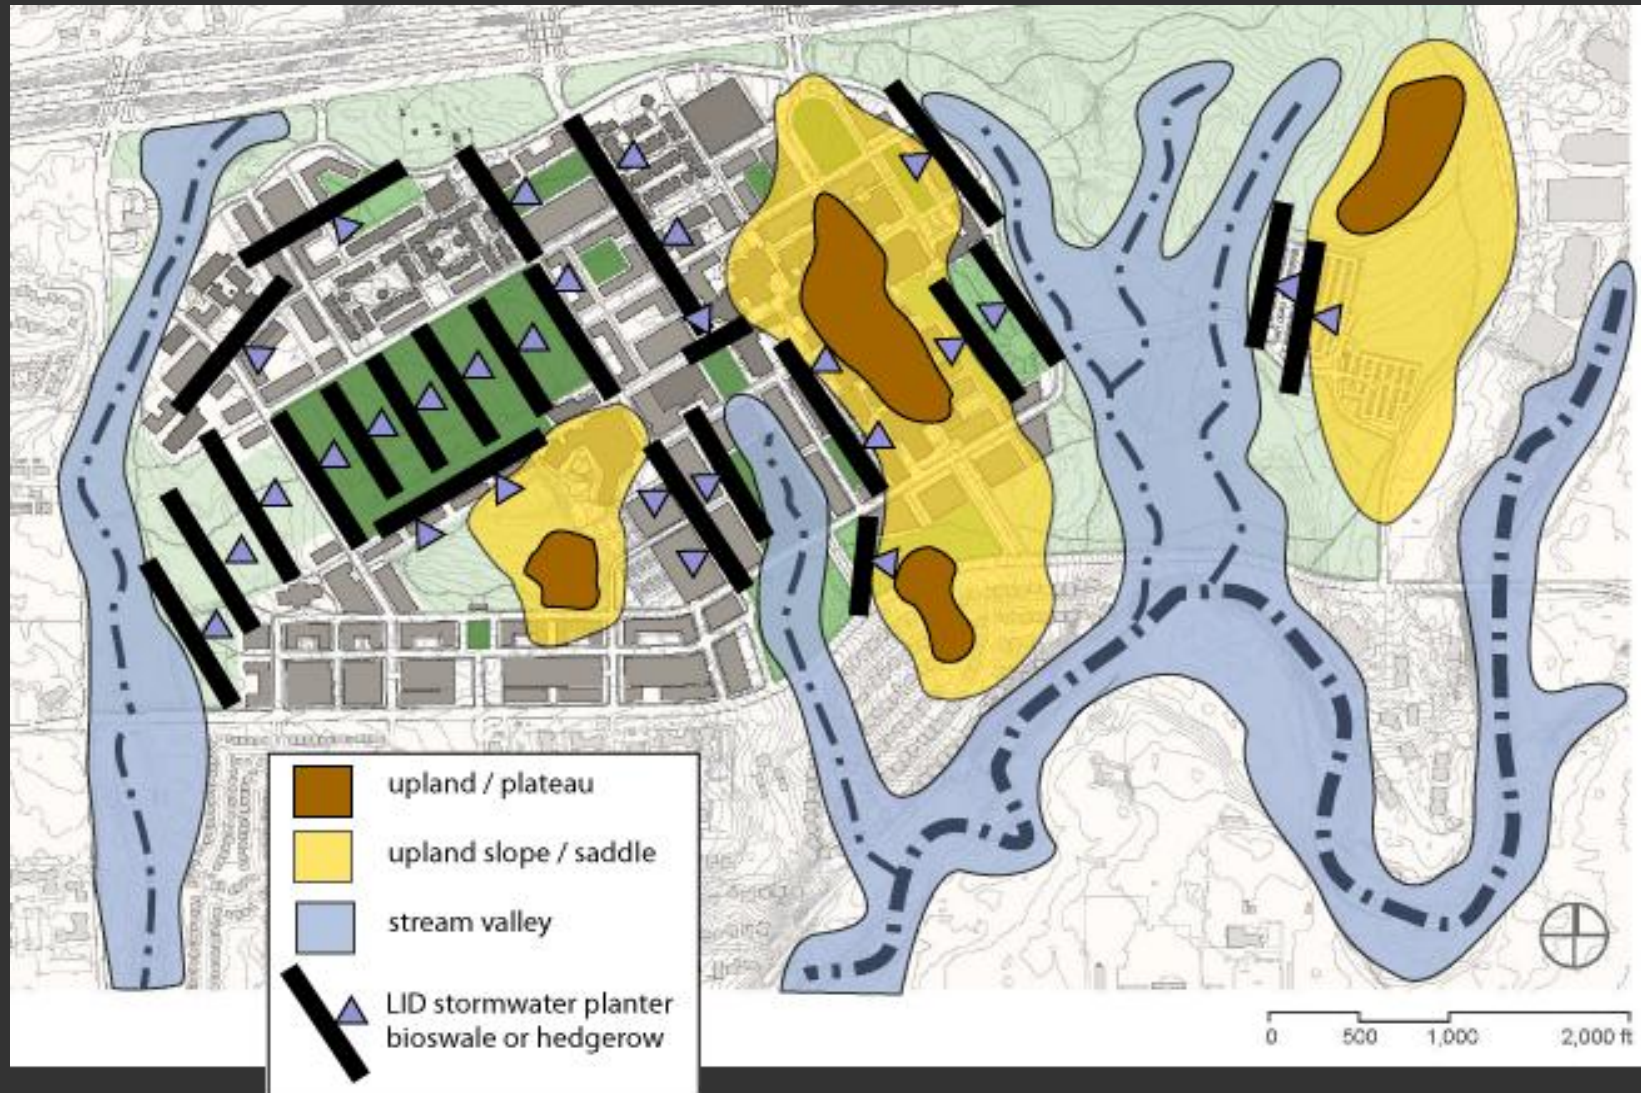 upland / plateau
upland slope / saddle
stream valley
LID stormwater planter
bioswale or hedgerow
0 500 1,000 2,000 ft